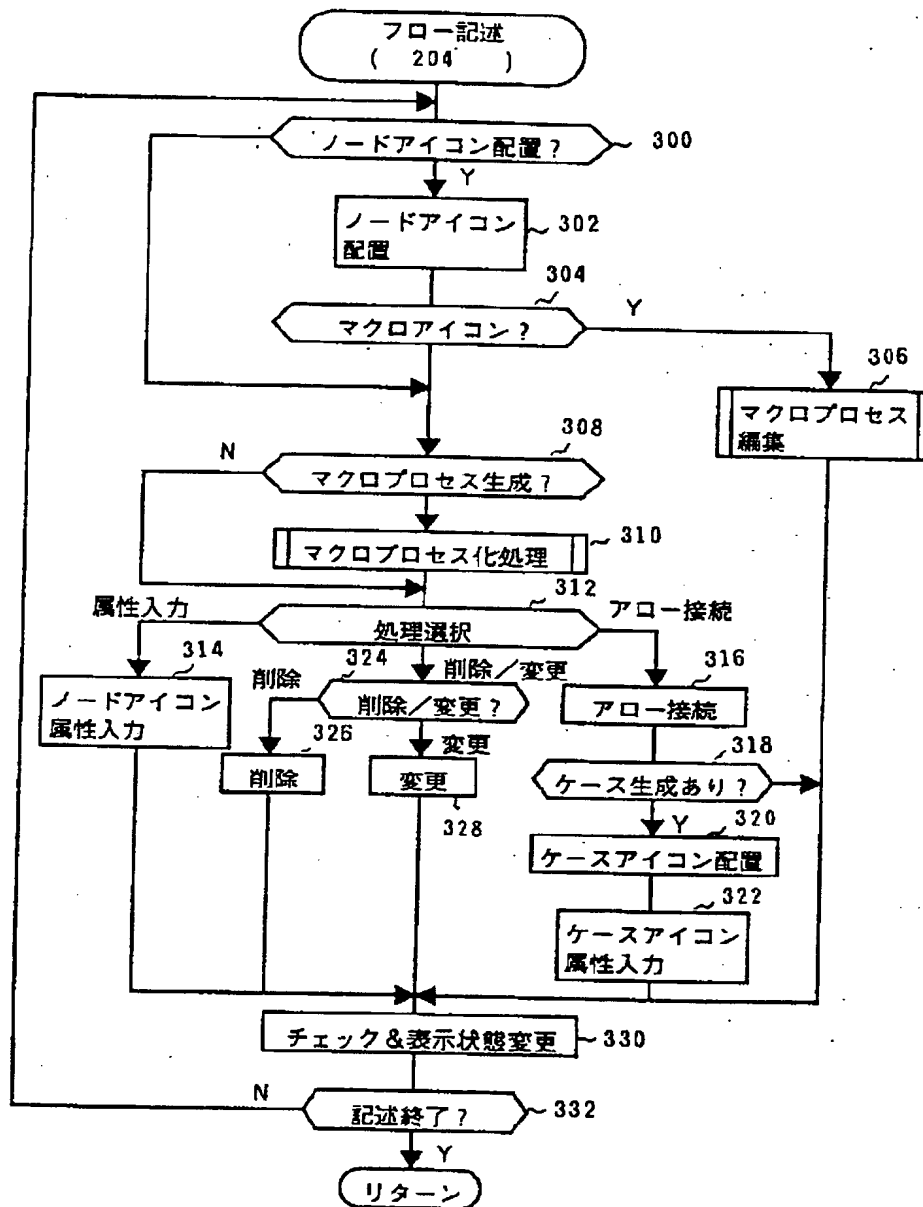 フロー記述
( 204 )
ノードアイコン配置？
300
Y
ノードアイコン
配置
302
304
マクロアイコン？
Y
306
マクロプロセス
編集
308
N
マクロプロセス生成？
マクロプロセス化処理
310
312
属性入力
処理選択
アロー接続
314
ノードアイコン
属性入力
324
削除／変更
削除
削除／変更？
316
アロー接続
326
削除
変更
変更
328
318
ケース生成あり？
Y
320
ケースアイコン配置
322
ケースアイコン
属性入力
チェック＆表示状態変更
330
N
記述終了？
332
Y
リターン